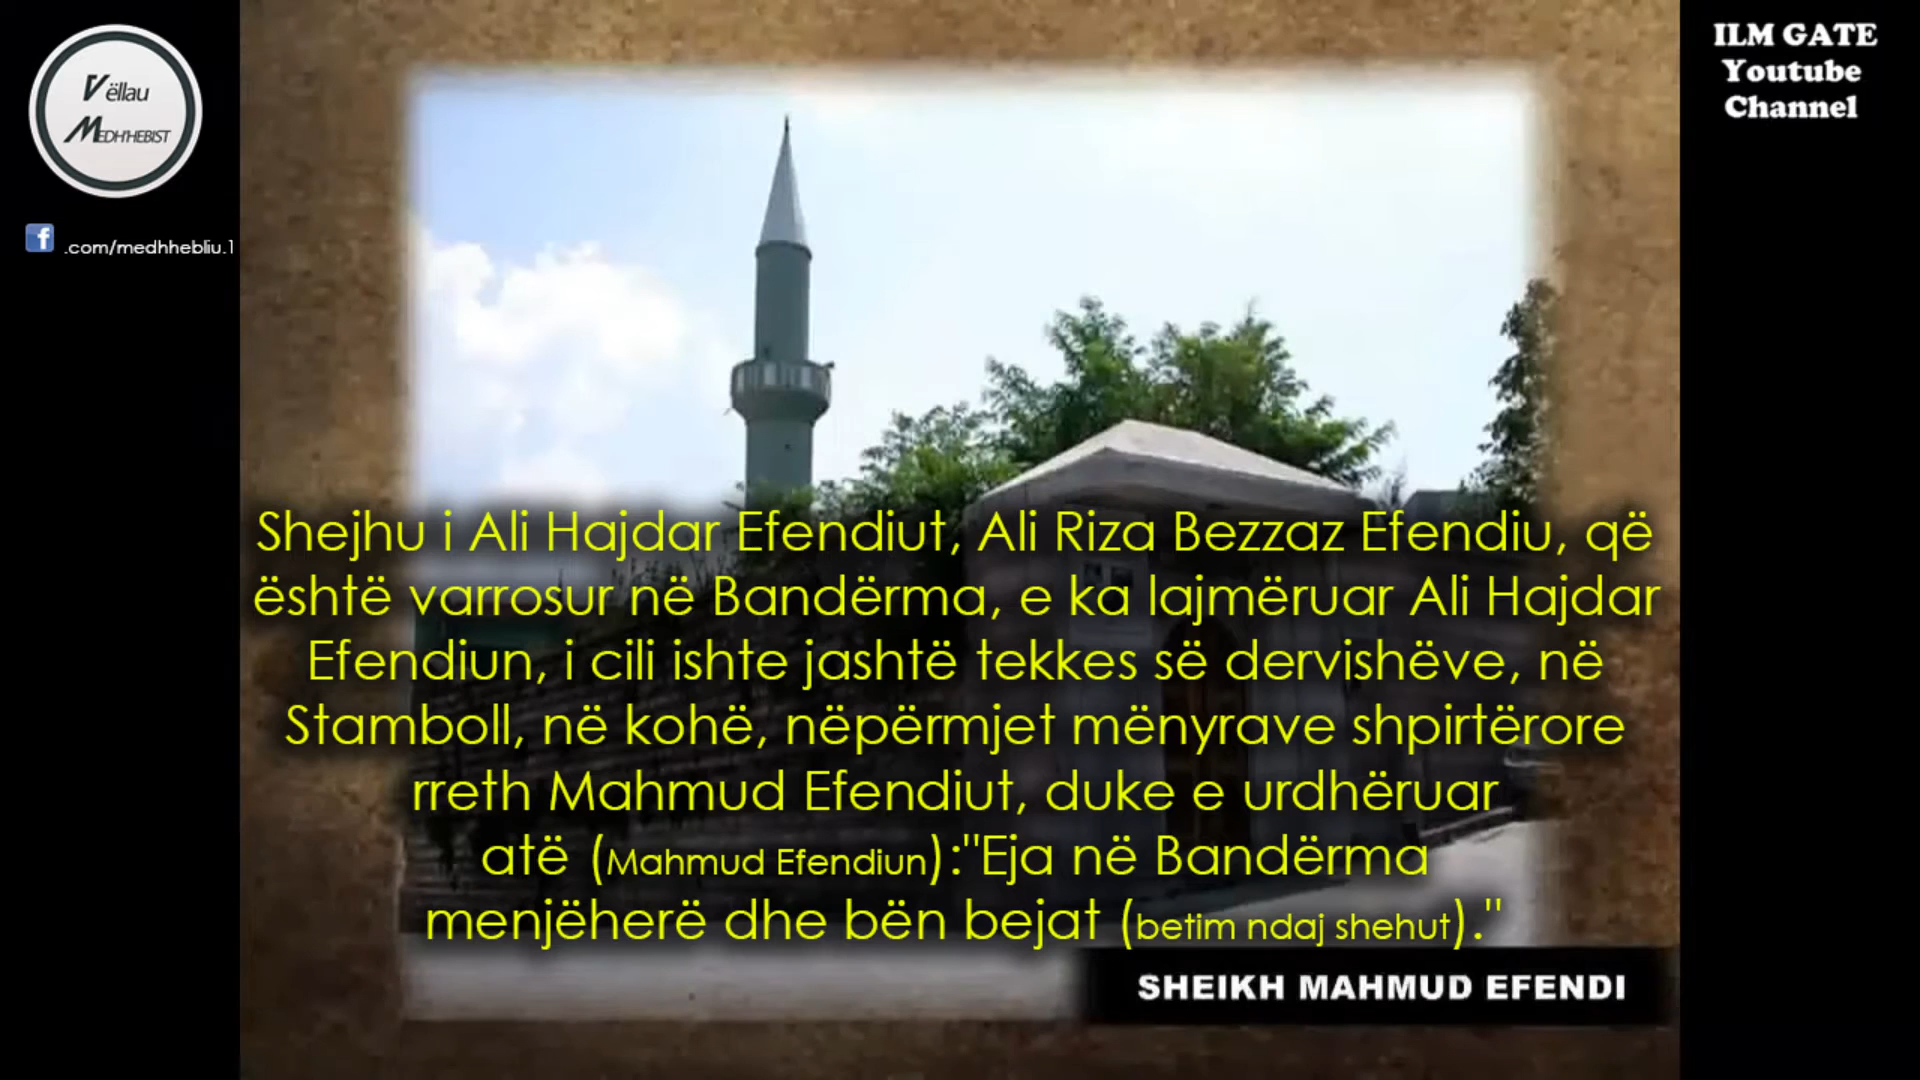 Vëllau
MEDH'HEBIST
.com/medhhebliu.1
ILM GATE
Youtube
Channel
Shejhu i Ali Hajdar Efendiut, Ali Riza Bezzaz Efendiu, që
është varrosur në Bandërma, e ka lajmëruar Ali Hajdar
Efendiun, i cili ishte jashtë tekkes së dervishëve, në
Stamboll, në kohë, nëpërmjet mënyrave shpirtërore
rreth Mahmud Efendiut, duke e urdhëruar
atë (Mahmud Efendiun):"Eja në Bandërma
menjëherë dhe bën bejat (betim ndaj shehut)."
SHEIKH MAHMUD EFENDI